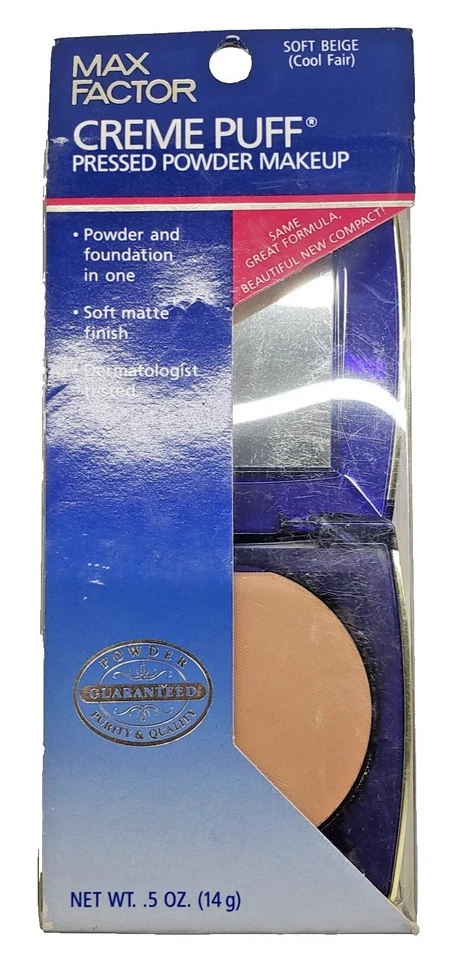 SOFT BEIGE
(Cool Fair)
MAX
FACTOR
CREME PUFF®
PRESSED POWDER MAKEUP
SAME
GREAT FORMULA,
BEAUTIFUL NEW COMPACT!
• Powder and
foundation
in one
• Soft matte
finish
• Dermatologist
tested
POWDER
GUARANTEED
PURITY & QUALITY
NET WT. .5 OZ. (14 g)